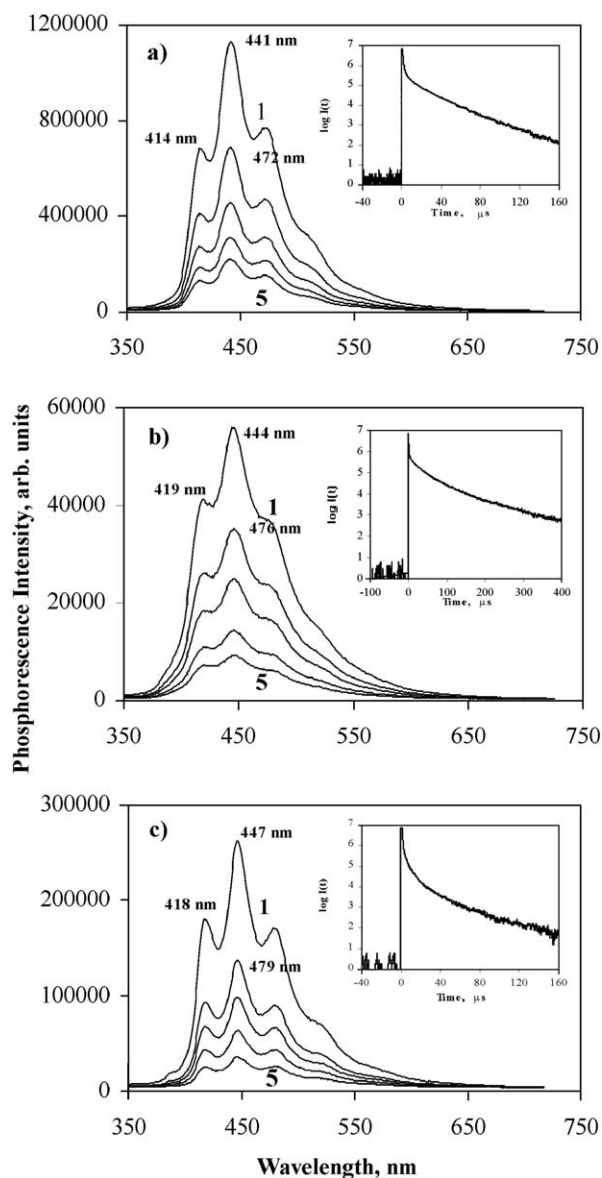 Phosphorescence Intensity, arb. units
1200000
800000
400000
0
a)
441 nm
1
414 nm
472 nm
5
350 450 550 650 750
log I(t)
7
6
5
4
3
2
1
0
-40 0 40 80 120 160
Time, μs
60000
40000
20000
0
b)
444 nm
419 nm
1
476 nm
5
350 450 550 650 750
log I(t)
7
6
5
4
3
2
1
0
-100 0 100 200 300 400
Time, μs
300000
200000
100000
0
c)
447 nm
418 nm
1
479 nm
5
350 450 550 650 750
log I(t)
7
6
5
4
3
2
1
0
-40 0 40 80 120 160
Time, μs
Wavelength, nm